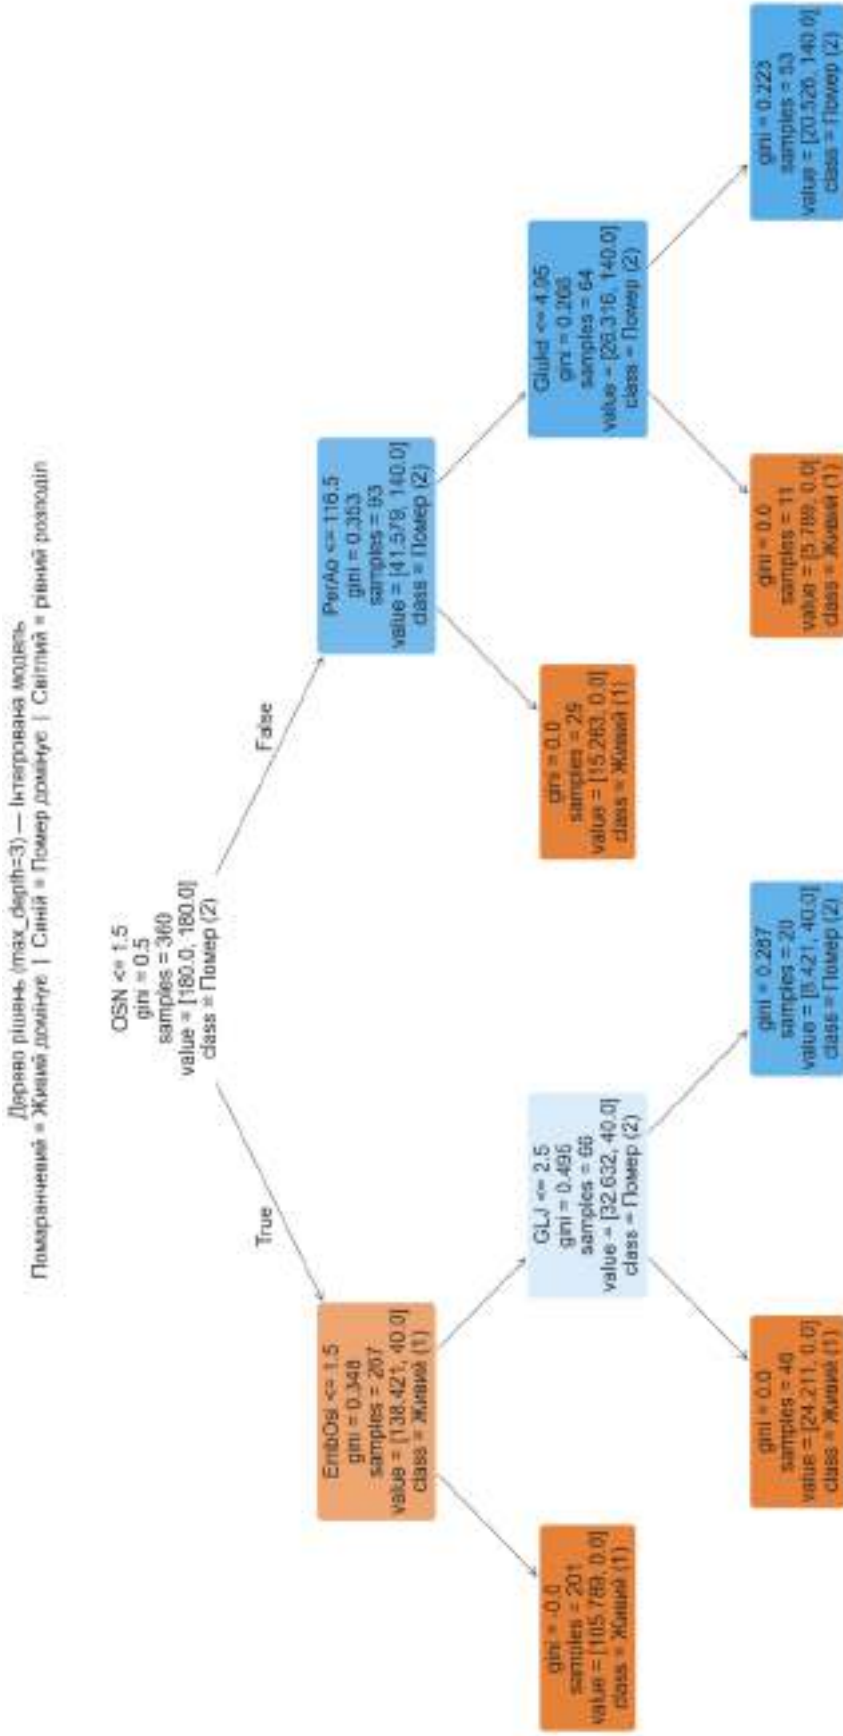 Дерево рішень (max_depth=3) — Інтегрована модель
Помаранчевий = Живий домінує | Синій = Помер домінує | Світлий = рівний розподіл
OSN <= 1.5
gini = 0.5
samples = 360
value = [180.0, 180.0]
class = Помер (2)
True
False
EmbOsl <= 1.5
gini = 0.348
samples = 267
value = [138.421, 40.0]
class = Живий (1)
PerAo <= 116.5
gini = 0.353
samples = 93
value = [41.579, 140.0]
class = Помер (2)
gini = -0.0
samples = 201
value = [105.789, 0.0]
class = Живий (1)
GLJ <= 2.5
gini = 0.495
samples = 66
value = [32.632, 40.0]
class = Помер (2)
gini = 0.0
samples = 29
value = [15.263, 0.0]
class = Живий (1)
gini = 0.266
samples = 64
value = [26.316, 140.0]
class = Помер (2)
gini = 0.0
samples = 46
value = [24.211, 0.0]
class = Живий (1)
gini = 0.287
samples = 20
value = [8.421, 40.0]
class = Помер (2)
gini = 0.0
samples = 11
value = [5.789, 0.0]
class = Живий (1)
gini = 0.223
samples = 53
value = [20.526, 140.0]
class = Помер (2)